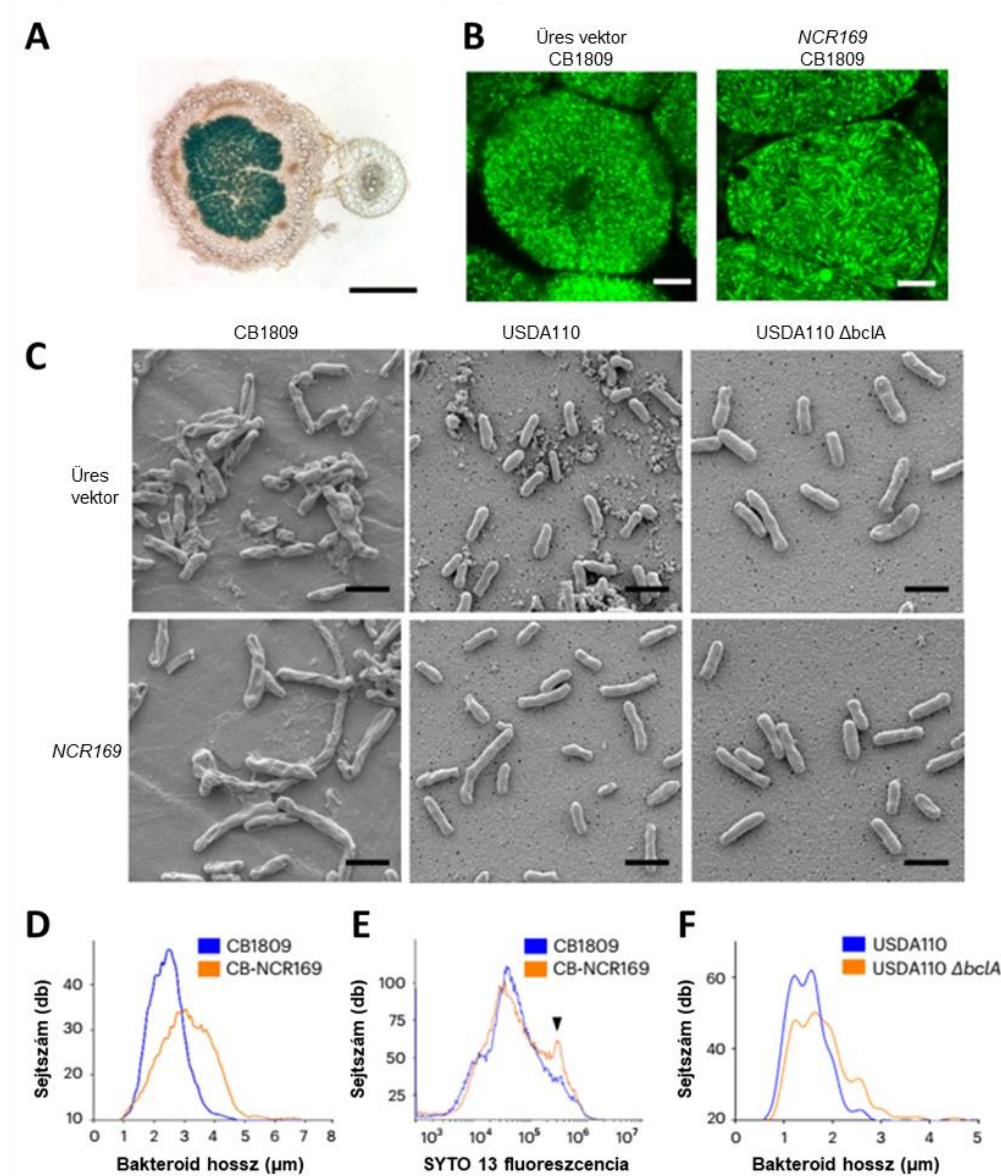 A
B
Üres vektor
CB1809
NCR169
CB1809
C
CB1809
USDA110
USDA110 ΔbclA
Üres
vektor
NCR169
D
CB1809
CB-NCR169
Sejtszám (db)
40
30
20
10
0 1 2 3 4 5 6 7 8
Bakteroid hossz (µm)
E
CB1809
CB-NCR169
Sejtszám (db)
100
75
50
25
10³ 10⁴ 10⁵ 10⁶ 10⁷
SYTO 13 fluoreszcencia
F
USDA110
USDA110 ΔbclA
Sejtszám (db)
60
40
20
0 1 2 3 4 5
Bakteroid hossz (µm)